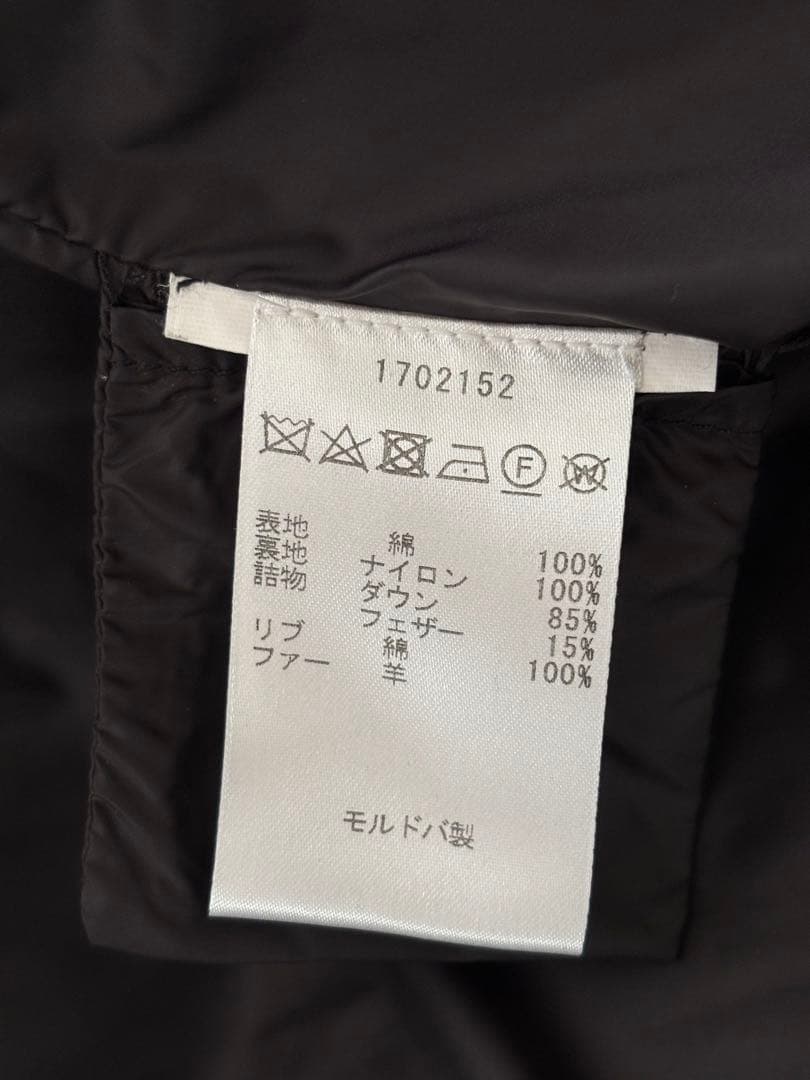 1702152
F
W
表地 綿 100%
裏地 ナイロン 100%
詰物 ダウン 85%
フェザー 15%
リブ 綿 100%
ファー 羊
モルドバ製